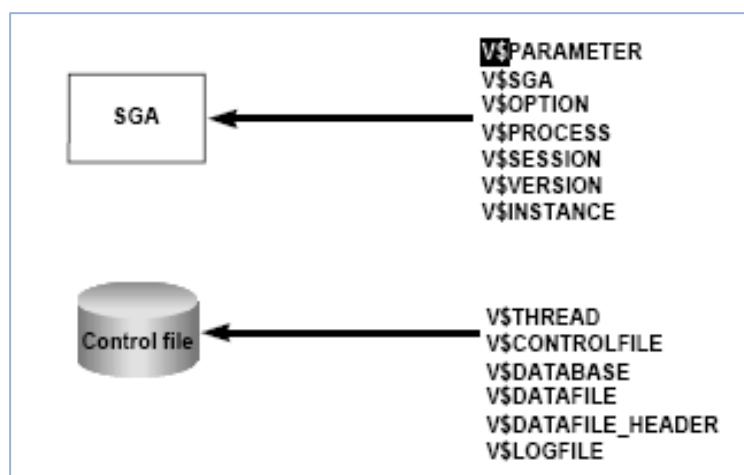 V$PARAMETER
V$SGA
V$OPTION
SGA
V$PROCESS
V$SESSION
V$VERSION
V$INSTANCE
V$THREAD
Control file
V$CONTROLFILE
V$DATABASE
V$DATAFILE
V$DATAFILE_HEADER
V$LOGFILE